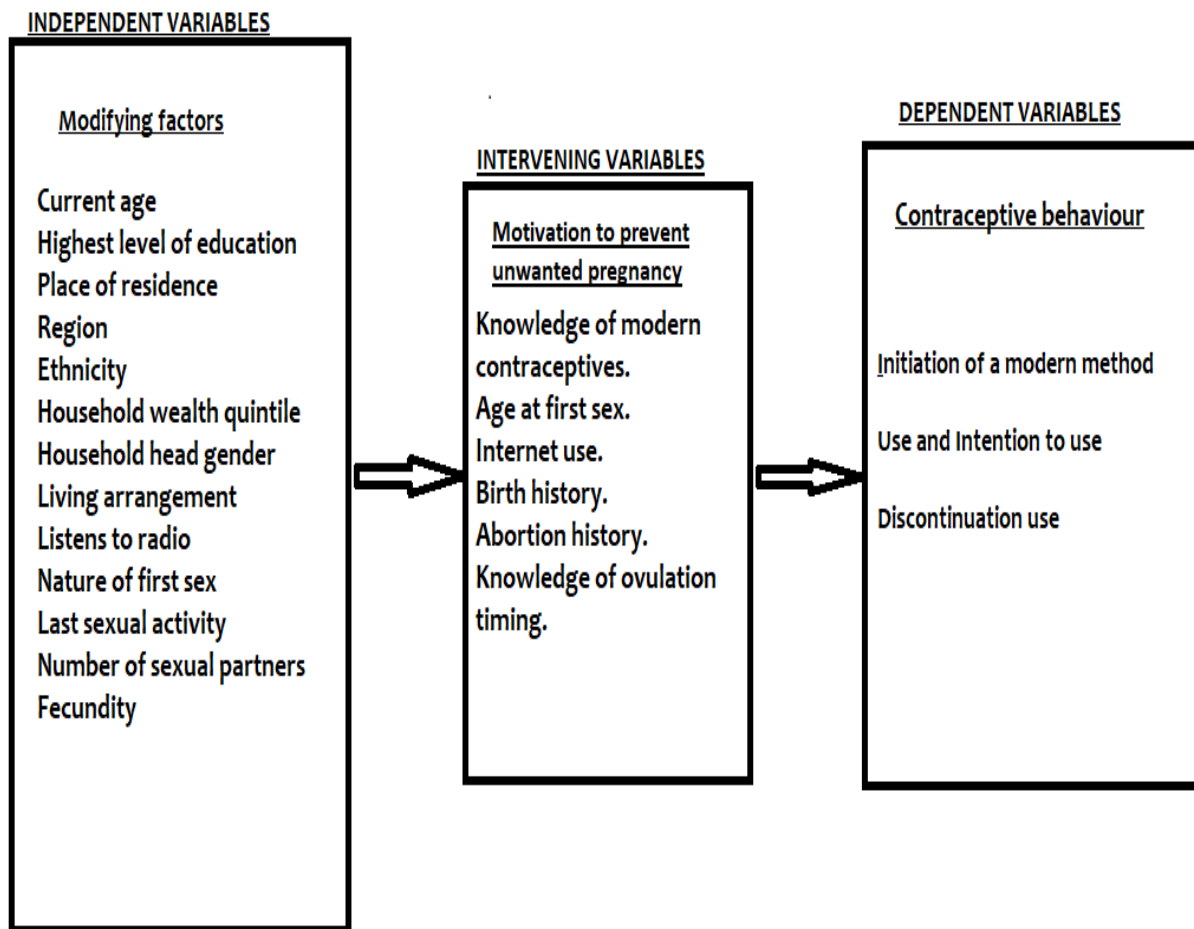 INDEPENDENT VARIABLES
Modifying factors
Current age
Highest level of education
Place of residence
Region
Ethnicity
Household wealth quintile
Household head gender
Living arrangement
Listens to radio
Nature of first sex
Last sexual activity
Number of sexual partners
Fecundity
INTERVENING VARIABLES
Motivation to prevent
unwanted pregnancy
Knowledge of modern
contraceptives.
Age at first sex.
Internet use.
Birth history.
Abortion history.
Knowledge of ovulation
timing.
DEPENDENT VARIABLES
Contraceptive behaviour
Initiation of a modern method
Use and Intention to use
Discontinuation use